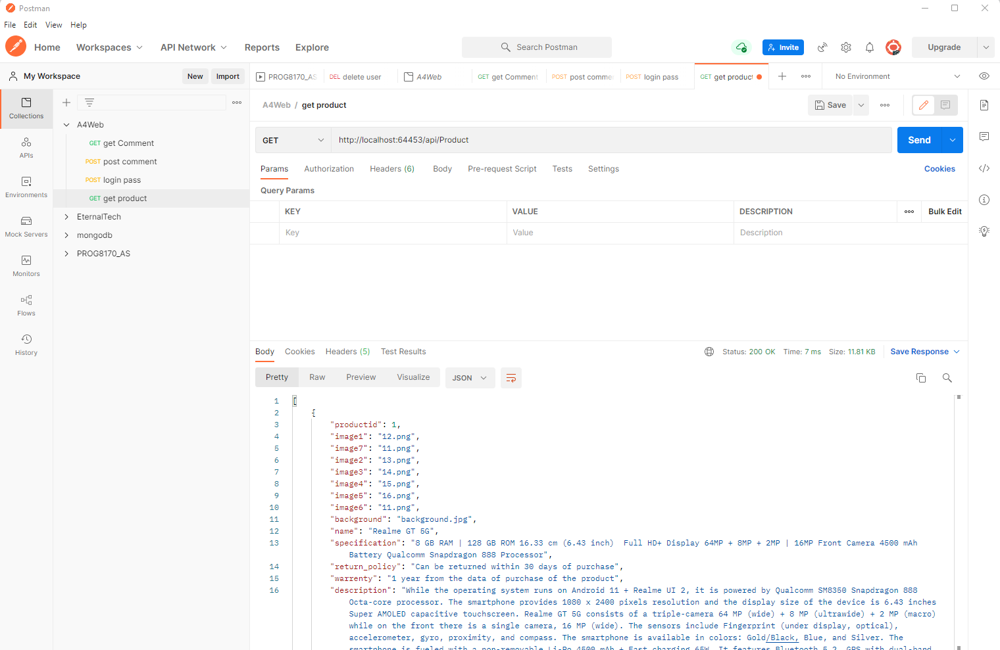 Postman
File Edit View Help
Home Workspaces API Network Reports Explore
Search Postman
Invite
Upgrade
My Workspace
New Import
PROG8170_AS
DEL delete user
A4Web
GET get Comment
POST post comme
POST login pass
GET get product
No Environment
Collections
APIs
Environments
Mock Servers
Monitors
Flows
History
A4Web
GET get Comment
POST post comment
POST login pass
GET get product
EternalTech
mongodb
PROG8170_AS
A4Web / get product
Save
GET http://localhost:64453/api/Product
Send
Params Authorization Headers (6) Body Pre-request Script Tests Settings
Cookies
Query Params
KEY VALUE DESCRIPTION Bulk Edit
Key Value Description
Body Cookies Headers (5) Test Results
Status: 200 OK Time: 7 ms Size: 11.81 KB Save Response
Pretty Raw Preview Visualize JSON
1 [
2 {
3 "productid": 1,
4 "image1": "12.png",
5 "image7": "11.png",
6 "image2": "13.png",
7 "image3": "14.png",
8 "image4": "15.png",
9 "image5": "16.png",
10 "image6": "11.png",
11 "background": "background.jpg",
12 "name": "Realme GT 5G",
13 "specification": "8 GB RAM | 128 GB ROM 16.33 cm (6.43 inch)  Full HD+ Display 64MP + 8MP + 2MP | 16MP Front Camera 4500 mAh
Battery Qualcomm Snapdragon 888 Processor",
14 "return_policy": "Can be returned within 30 days of purchase",
15 "warrenty": "1 year from the data of purchase of the product",
16 "description": "While the operating system runs on Android 11 + Realme UI 2, it is powered by Qualcomm SM8350 Snapdragon 888
Octa-core processor. The smartphone provides 1080 x 2400 pixels resolution and the display size of the device is 6.43 inches
Super AMOLED capacitive touchscreen. Realme GT 5G consists of a triple-camera 64 MP (wide) + 8 MP (ultrawide) + 2 MP (macro)
while on the front there is a single camera, 16 MP (wide). The sensors include Fingerprint (under display, optical),
accelerometer, gyro, proximity, and compass. The smartphone is available in colors: Gold/Black, Blue, and Silver. The
smartphone is fueled with a non-removable Li-Po 4500 mAh + Fast charging 65W. It features Bluetooth 5.2, GPS with dual-band